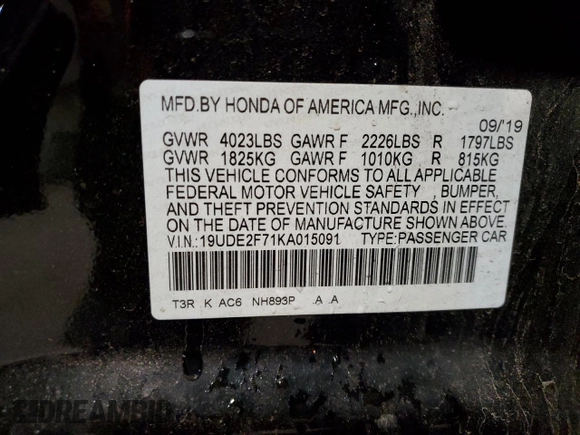 MFD.BY HONDA OF AMERICA MFG.,INC.
09/'19
GVWR 4023LBS GAWR F 2226LBS R 1797LBS
GVWR 1825KG GAWR F 1010KG R 815KG
THIS VEHICLE CONFORMS TO ALL APPLICABLE
FEDERAL MOTOR VEHICLE SAFETY , BUMPER,
AND THEFT PREVENTION STANDARDS IN EFFECT
ON THE DATE OF MANUFACTURE SHOWN ABOVE.
V.I.N.:19UDE2F71KA015091 TYPE:PASSENGER CAR
T3R K AC6 NH893P A A
DREAMBID